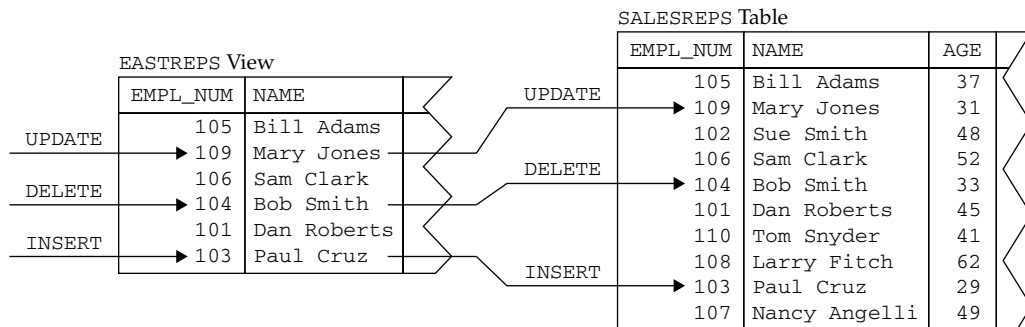 SALESREPS Table
EMPL_NUM NAME AGE
105 Bill Adams 37
109 Mary Jones 31
102 Sue Smith 48
106 Sam Clark 52
104 Bob Smith 33
101 Dan Roberts 45
110 Tom Snyder 41
108 Larry Fitch 62
103 Paul Cruz 29
107 Nancy Angelli 49
EASTREPS View
EMPL_NUM NAME
105 Bill Adams
109 Mary Jones
106 Sam Clark
104 Bob Smith
101 Dan Roberts
103 Paul Cruz
UPDATE
DELETE
INSERT
UPDATE
DELETE
INSERT